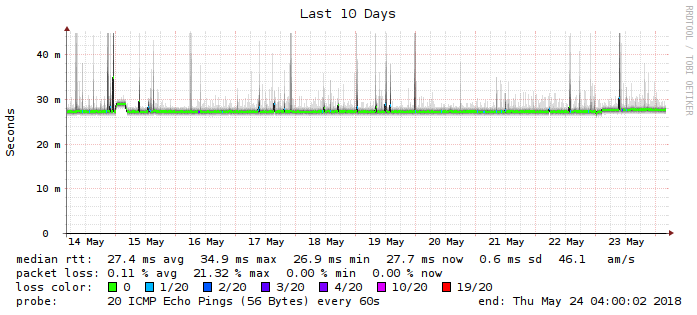 Last 10 Days
RRDTOOL / TOBI OETIKER
Seconds
40 m
30 m
20 m
10 m
0
14 May 15 May 16 May 17 May 18 May 19 May 20 May 21 May 22 May 23 May
median rtt: 27.4 ms avg 34.9 ms max 26.9 ms min 27.7 ms now 0.6 ms sd 46.1 am/s
packet loss: 0.11 % avg 21.32 % max 0.00 % min 0.00 % now
loss color: 0 1/20 2/20 3/20 4/20 10/20 19/20
probe: 20 ICMP Echo Pings (56 Bytes) every 60s end: Thu May 24 04:00:02 2018